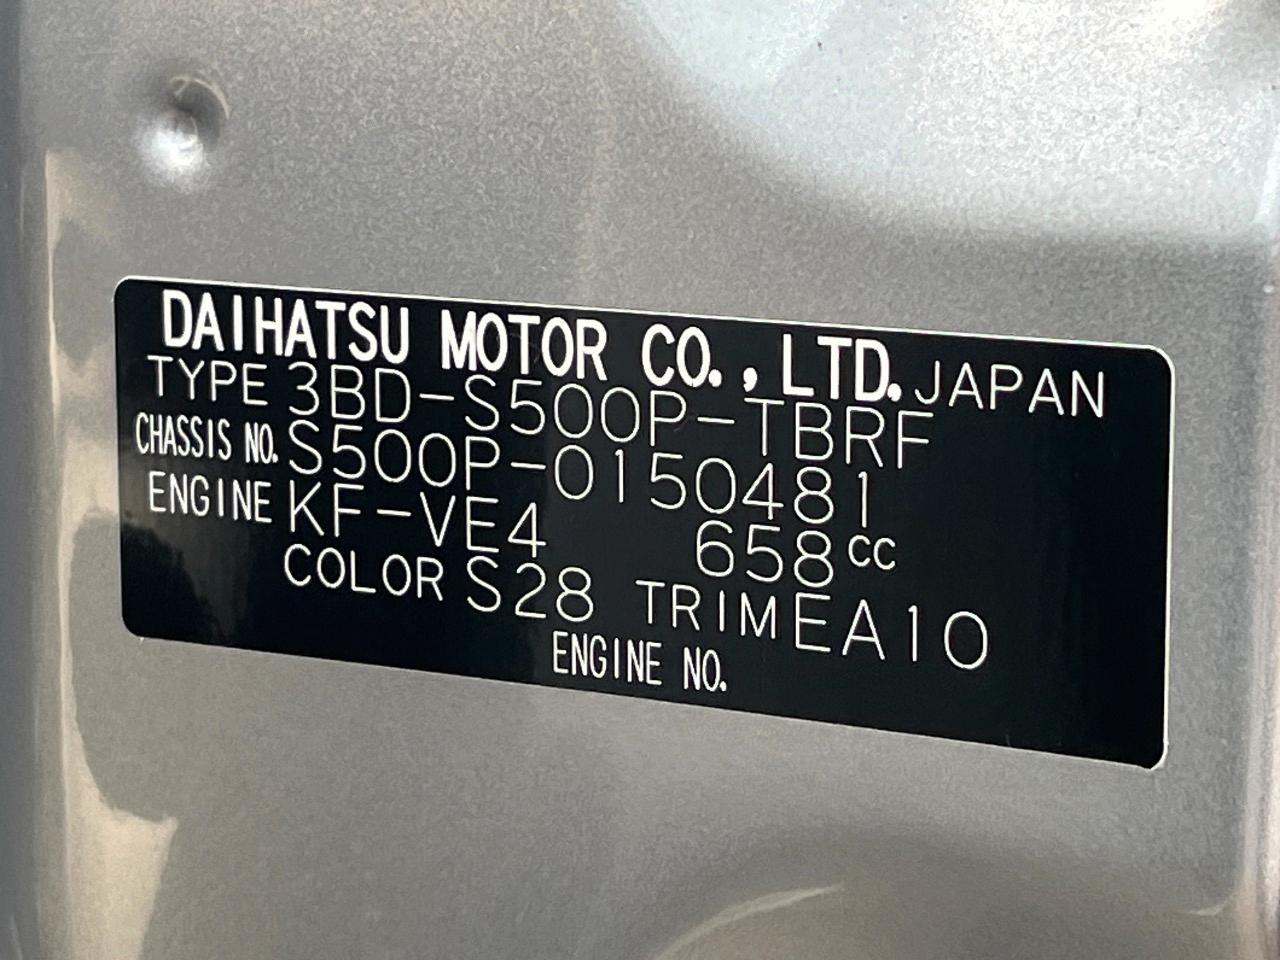 DAIHATSU MOTOR CO., LTD. JAPAN
TYPE 3BD-S500P-TBRF
CHASSIS NO. S500P-0150481
ENGINE KF-VE4 658cc
COLOR S28 TRIM EA10
ENGINE NO.